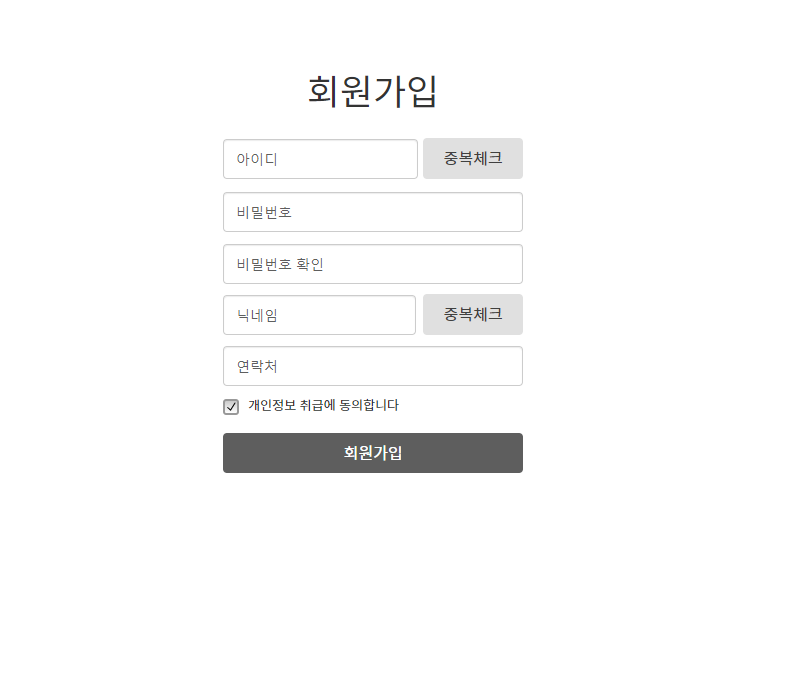 회원가입
아이디 중복체크
비밀번호
비밀번호 확인
닉네임 중복체크
연락처
개인정보 취급에 동의합니다
회원가입